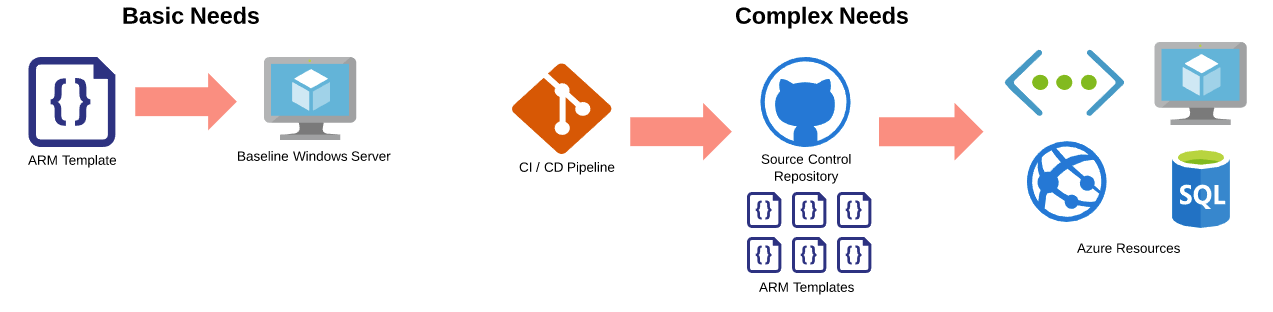 Basic Needs
ARM Template
Baseline Windows Server
Complex Needs
CI / CD Pipeline
Source Control
Repository
{} {} {}
{} {} {}
ARM Templates
SQL
Azure Resources